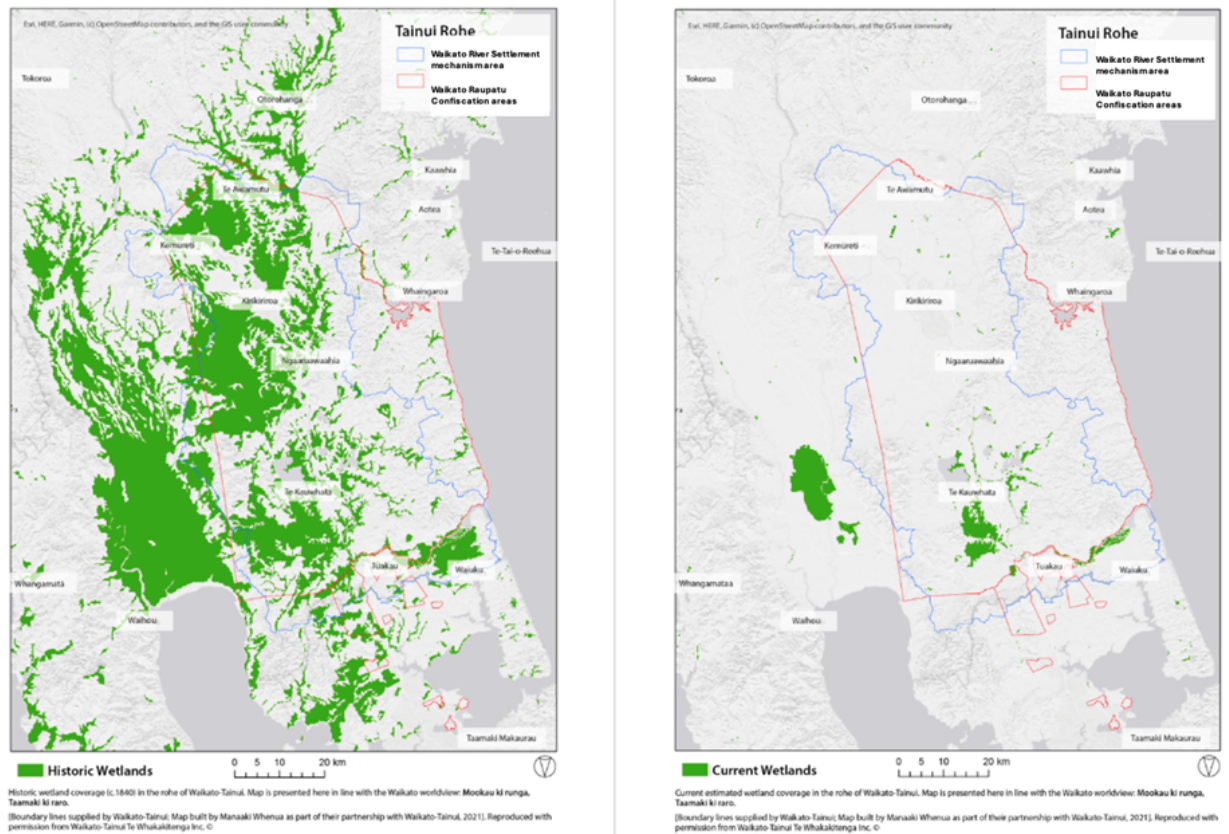 Esri, HERE, Garmin, (c) OpenStreetMap contributors, and the GIS user community
Tainui Rohe
Waikato River Settlement
mechanism area
Waikato Raupatu
Confiscation areas
Tokoroa
Otorohanga
Kaawhia
Te Awamutu
Aotea
Kemureti
Te-Tai-o-Reehua
Whaingaroa
Kirikiriroa
Ngaaruawaahia
Te Kauwhata
Tuakau
Waiuku
Whangamatā
Waihou
Taamaki Makaurau
Historic Wetlands
0 5 10 20 km
Historic wetland coverage (c.1840) in the rohe of Waikato-Tainui. Map is presented here in line with the Waikato worldview: Mookau ki runga,
Taamaki ki raro.
[Boundary lines supplied by Waikato-Tainui; Map built by Manaaki Whenua as part of their partnership with Waikato-Tainui, 2021]. Reproduced with
permission from Waikato-Tainui Te Whakakitenga Inc. ©
Esri, HERE, Garmin, (c) OpenStreetMap contributors, and the GIS user community
Tainui Rohe
Waikato River Settlement
mechanism area
Waikato Raupatu
Confiscation areas
Tokoroa
Otorohanga
Kaawhia
Te Awamutu
Aotea
Kemureti
Te-Tai-o-Reehua
Whaingaroa
Kirikiriroa
Ngaaruawaahia
Te Kauwhata
Tuakau
Waiuku
Whangamataa
Waihou
Taamaki Makaurau
Current Wetlands
0 5 10 20 km
Current estimated wetland coverage in the rohe of Waikato-Tainui. Map is presented here in line with the Waikato worldview: Mookau ki runga,
Taamaki ki raro.
[Boundary lines supplied by Waikato-Tainui; Map built by Manaaki Whenua as part of their partnership with Waikato-Tainui, 2021]. Reproduced with
permission from Waikato-Tainui Te Whakakitenga Inc. ©